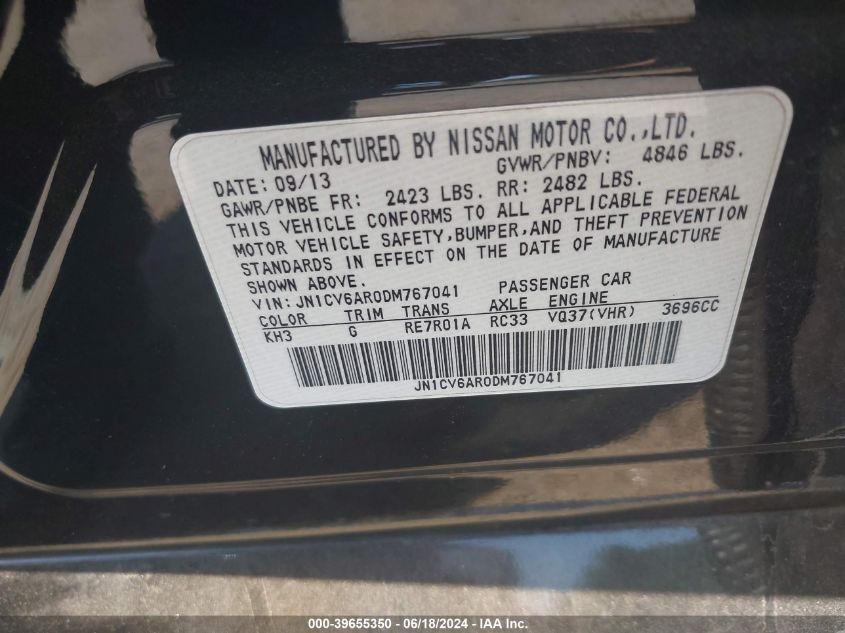 MANUFACTURED BY NISSAN MOTOR CO.,LTD.
DATE: 09/13 GVWR/PNBV: 4846 LBS.
GAWR/PNBE FR: 2423 LBS. RR: 2482 LBS.
THIS VEHICLE CONFORMS TO ALL APPLICABLE FEDERAL
MOTOR VEHICLE SAFETY,BUMPER,AND THEFT PREVENTION
STANDARDS IN EFFECT ON THE DATE OF MANUFACTURE
SHOWN ABOVE.
VIN: JN1CV6AR0DM767041 PASSENGER CAR
COLOR TRIM TRANS AXLE ENGINE
KH3 G RE7R01A RC33 VQ37(VHR) 3696CC
JN1CV6AR0DM767041
000-39655350 - 06/18/2024 - IAA Inc.